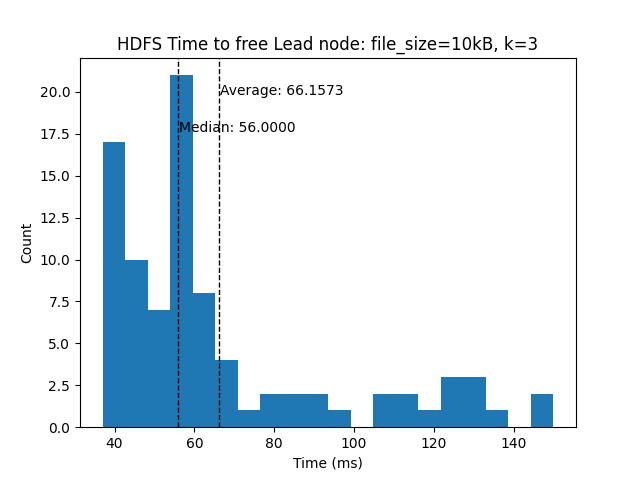 HDFS Time to free Lead node: file_size=10kB, k=3
20.0
17.5
15.0
12.5
10.0
7.5
5.0
2.5
0.0
Count
Average: 66.1573
Median: 56.0000
40 60 80 100 120 140
Time (ms)